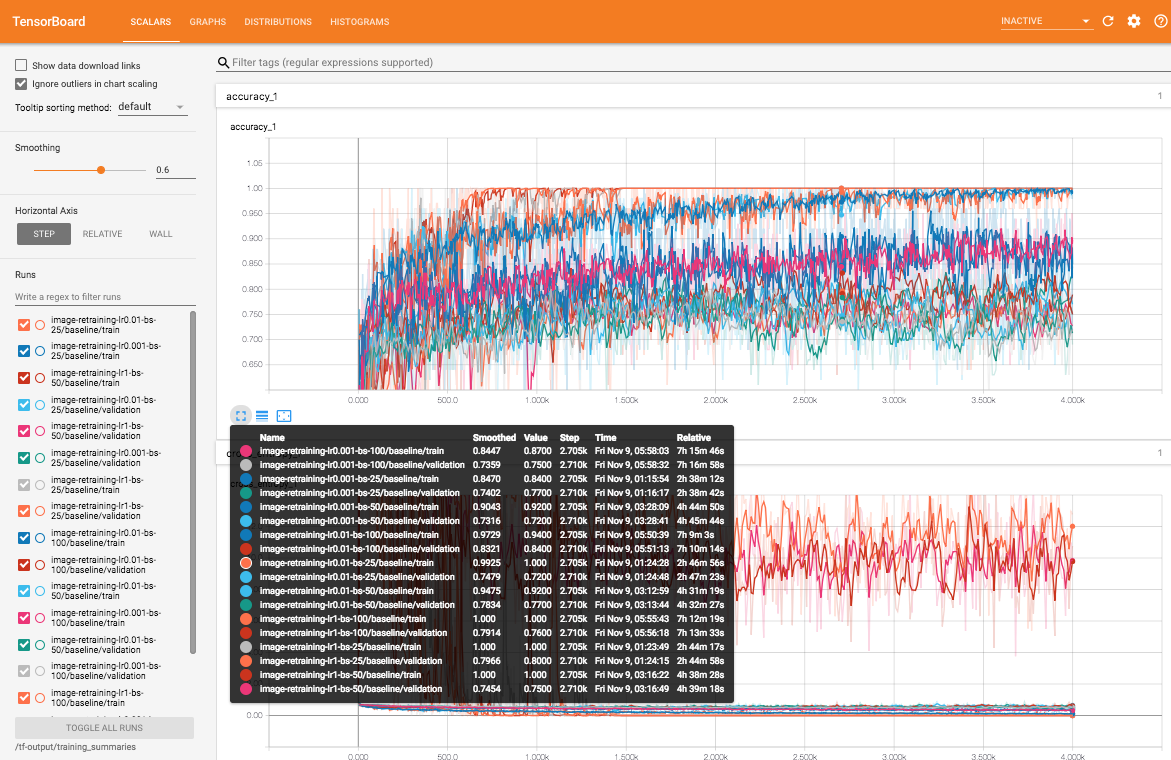 TensorBoard SCALARS GRAPHS DISTRIBUTIONS HISTOGRAMS INACTIVE
Show data download links
Ignore outliers in chart scaling
Tooltip sorting method: default
Smoothing
0.6
Horizontal Axis
STEP RELATIVE WALL
Runs
Write a regex to filter runs
image-retraining-lr0.01-bs-
25/baseline/train
image-retraining-lr0.001-bs-
25/baseline/train
image-retraining-lr1-bs-
50/baseline/train
image-retraining-lr0.01-bs-
25/baseline/validation
image-retraining-lr1-bs-
50/baseline/validation
image-retraining-lr0.001-bs-
25/baseline/validation
image-retraining-lr1-bs-
25/baseline/train
image-retraining-lr1-bs-
25/baseline/validation
image-retraining-lr0.01-bs-
100/baseline/train
image-retraining-lr0.01-bs-
100/baseline/validation
image-retraining-lr0.01-bs-
50/baseline/train
image-retraining-lr0.001-bs-
100/baseline/train
image-retraining-lr0.01-bs-
50/baseline/validation
image-retraining-lr0.001-bs-
100/baseline/validation
image-retraining-lr1-bs-
100/baseline/train
TOGGLE ALL RUNS
/tf-output/training_summaries
Filter tags (regular expressions supported)
accuracy_1 1
accuracy_1
1.05
1.00
0.950
0.900
0.850
0.800
0.750
0.700
0.650
0.000 500.0 1.000k 1.500k 2.000k 2.500k 3.000k 3.500k 4.000k
1
Name Smoothed Value Step Time Relative
image-retraining-lr0.001-bs-100/baseline/train 0.8447 0.8700 2.705k Fri Nov 9, 05:58:03 7h 15m 46s
image-retraining-lr0.001-bs-100/baseline/validation 0.7359 0.7500 2.710k Fri Nov 9, 05:58:32 7h 16m 58s
image-retraining-lr0.001-bs-25/baseline/train 0.8470 0.8400 2.705k Fri Nov 9, 01:15:54 2h 38m 12s
image-retraining-lr0.001-bs-25/baseline/validation 0.7402 0.7700 2.710k Fri Nov 9, 01:16:17 2h 38m 42s
image-retraining-lr0.001-bs-50/baseline/train 0.9043 0.9200 2.705k Fri Nov 9, 03:28:09 4h 44m 50s
image-retraining-lr0.001-bs-50/baseline/validation 0.7316 0.7200 2.710k Fri Nov 9, 03:28:41 4h 45m 44s
image-retraining-lr0.01-bs-100/baseline/train 0.9729 0.9400 2.705k Fri Nov 9, 05:50:39 7h 9m 3s
image-retraining-lr0.01-bs-100/baseline/validation 0.8321 0.8400 2.710k Fri Nov 9, 05:51:13 7h 10m 14s
image-retraining-lr0.01-bs-25/baseline/train 0.9925 1.000 2.705k Fri Nov 9, 01:24:28 2h 46m 56s
image-retraining-lr0.01-bs-25/baseline/validation 0.7479 0.7200 2.710k Fri Nov 9, 01:24:48 2h 47m 23s
image-retraining-lr0.01-bs-50/baseline/train 0.9475 0.9200 2.705k Fri Nov 9, 03:12:59 4h 31m 19s
image-retraining-lr0.01-bs-50/baseline/validation 0.7834 0.7700 2.710k Fri Nov 9, 03:13:44 4h 32m 27s
image-retraining-lr1-bs-100/baseline/train 1.000 1.000 2.705k Fri Nov 9, 05:55:43 7h 12m 19s
image-retraining-lr1-bs-100/baseline/validation 0.7914 0.7600 2.710k Fri Nov 9, 05:56:18 7h 13m 33s
image-retraining-lr1-bs-25/baseline/train 1.000 1.000 2.705k Fri Nov 9, 01:23:49 2h 44m 17s
image-retraining-lr1-bs-25/baseline/validation 0.7966 0.8000 2.710k Fri Nov 9, 01:24:15 2h 44m 58s
image-retraining-lr1-bs-50/baseline/train 1.000 1.000 2.705k Fri Nov 9, 03:16:22 4h 38m 28s
image-retraining-lr1-bs-50/baseline/validation 0.7454 0.7500 2.710k Fri Nov 9, 03:16:49 4h 39m 18s
0.00
0.000 500.0 1.000k 1.500k 2.000k 2.500k 3.000k 3.500k 4.000k